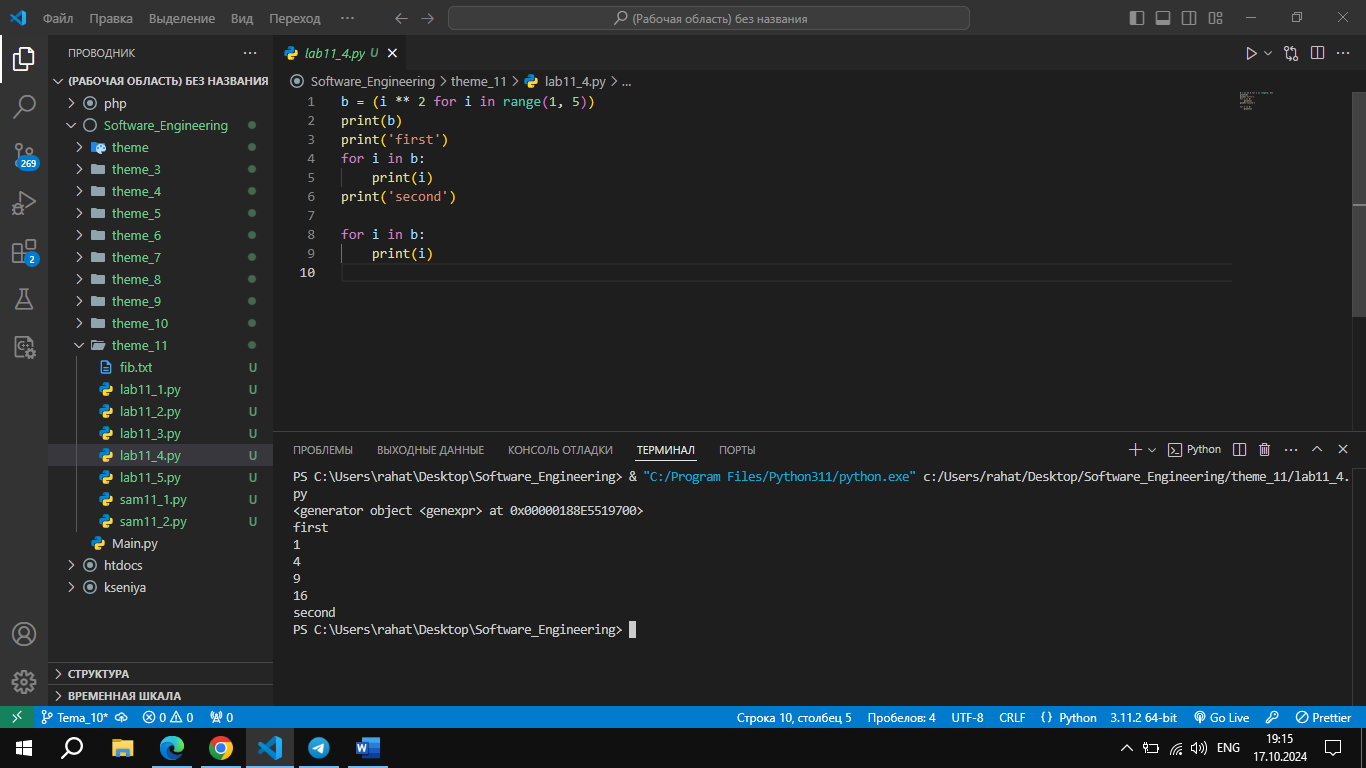 Файл Правка Выделение Вид Переход ··· (Рабочая область) без названия
ПРОВОДНИК ···
(РАБОЧАЯ ОБЛАСТЬ) БЕЗ НАЗВАНИЯ
php
Software_Engineering
theme
theme_3
theme_4
theme_5
theme_6
theme_7
theme_8
theme_9
theme_10
theme_11
fib.txt U
lab11_1.py U
lab11_2.py U
lab11_3.py U
lab11_4.py U
lab11_5.py U
sam11_1.py U
sam11_2.py U
Main.py
htdocs
kseniya
СТРУКТУРА
ВРЕМЕННАЯ ШКАЛА
269
2
lab11_4.py U
Software_Engineering > theme_11 > lab11_4.py > ...
1 b = (i ** 2 for i in range(1, 5))
2 print(b)
3 print('first')
4 for i in b:
5     print(i)
6 print('second')
7
8 for i in b:
9     print(i)
10
ПРОБЛЕМЫ ВЫХОДНЫЕ ДАННЫЕ КОНСОЛЬ ОТЛАДКИ ТЕРМИНАЛ ПОРТЫ Python
PS C:\Users\rahat\Desktop\Software_Engineering> & "C:/Program Files/Python311/python.exe" c:/Users/rahat/Desktop/Software_Engineering/theme_11/lab11_4.
py
<generator object <genexpr> at 0x00000188E5519700>
first
1
4
9
16
second
PS C:\Users\rahat\Desktop\Software_Engineering>
Tema_10* 0 0 0 Строка 10, столбец 5 Пробелов: 4 UTF-8 CRLF Python 3.11.2 64-bit Go Live Prettier
ENG 19:15
17.10.2024